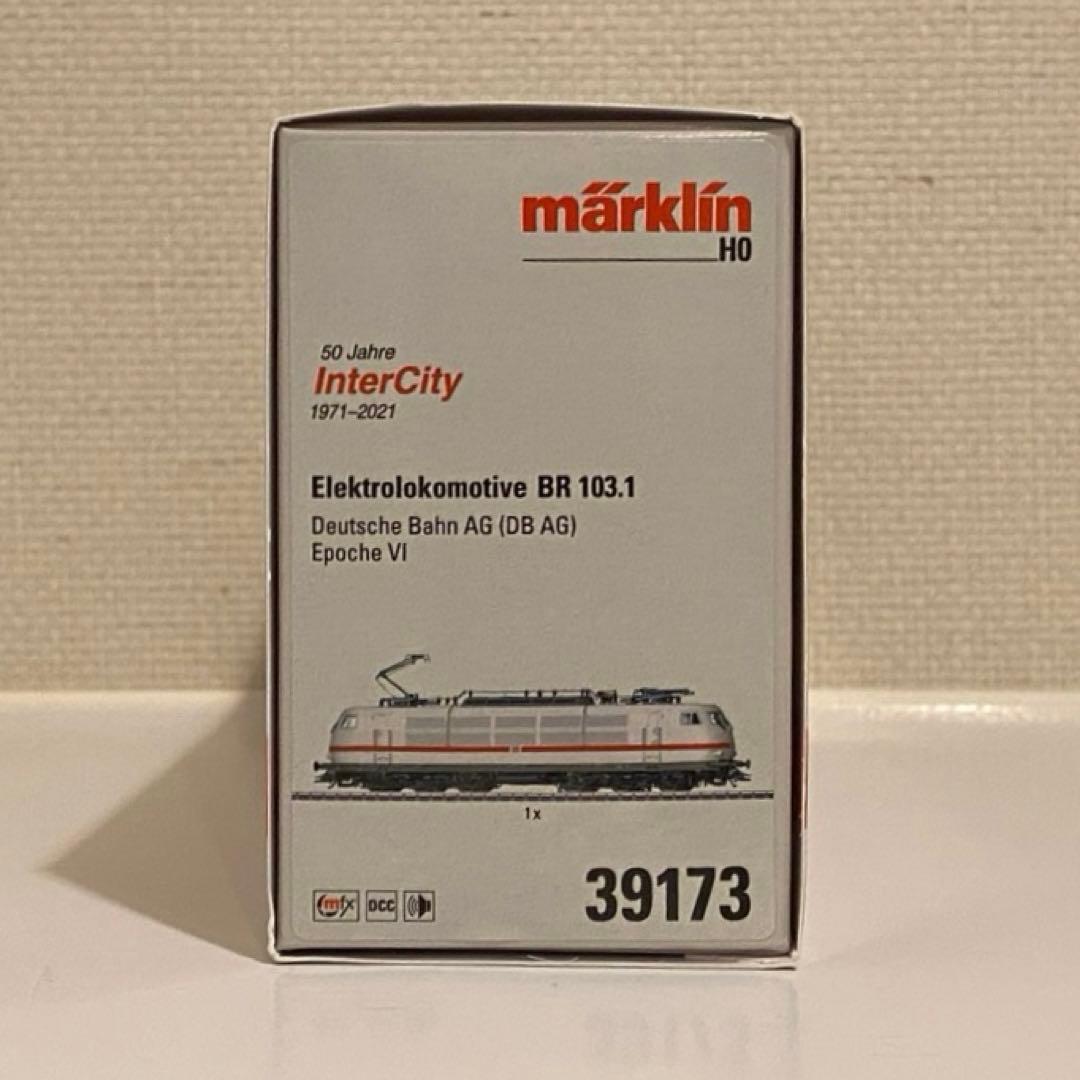 märklín
H0
50 Jahre
InterCity
1971–2021
Elektrolokomotive BR 103.1
Deutsche Bahn AG (DB AG)
Epoche VI
1x
mfx DCC
39173